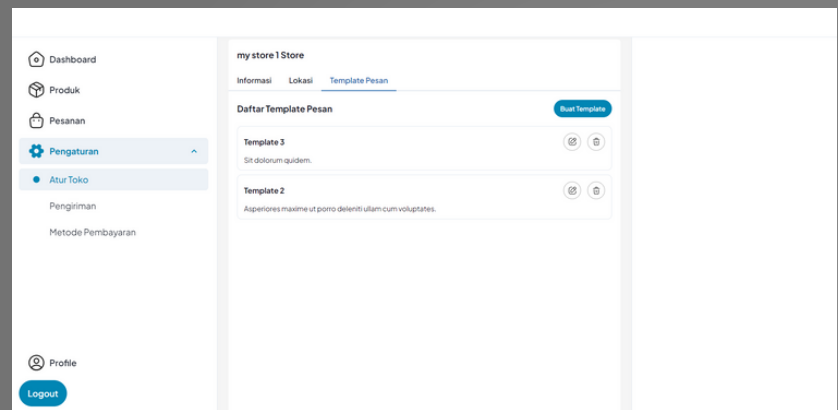 Dashboard
Produk
Pesanan
Pengaturan
Atur Toko
Pengiriman
Metode Pembayaran
Profile
Logout
my store 1 Store
Informasi Lokasi Template Pesan
Daftar Template Pesan Buat Template
Template 3
Sit dolorum quidem.
Template 2
Asperiores maxime ut porro deleniti ullam cum voluptates.